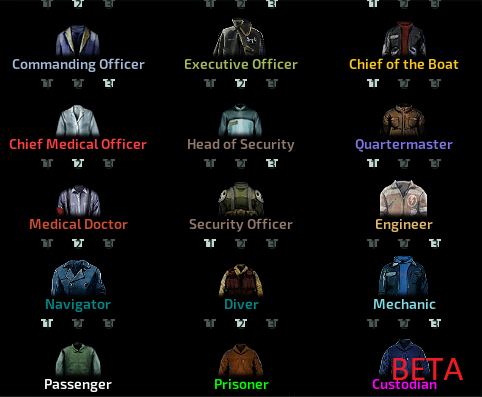 Commanding Officer Executive Officer Chief of the Boat
Chief Medical Officer Head of Security Quartermaster
Medical Doctor Security Officer Engineer
Navigator Diver Mechanic
BETA
Passenger Prisoner Custodian